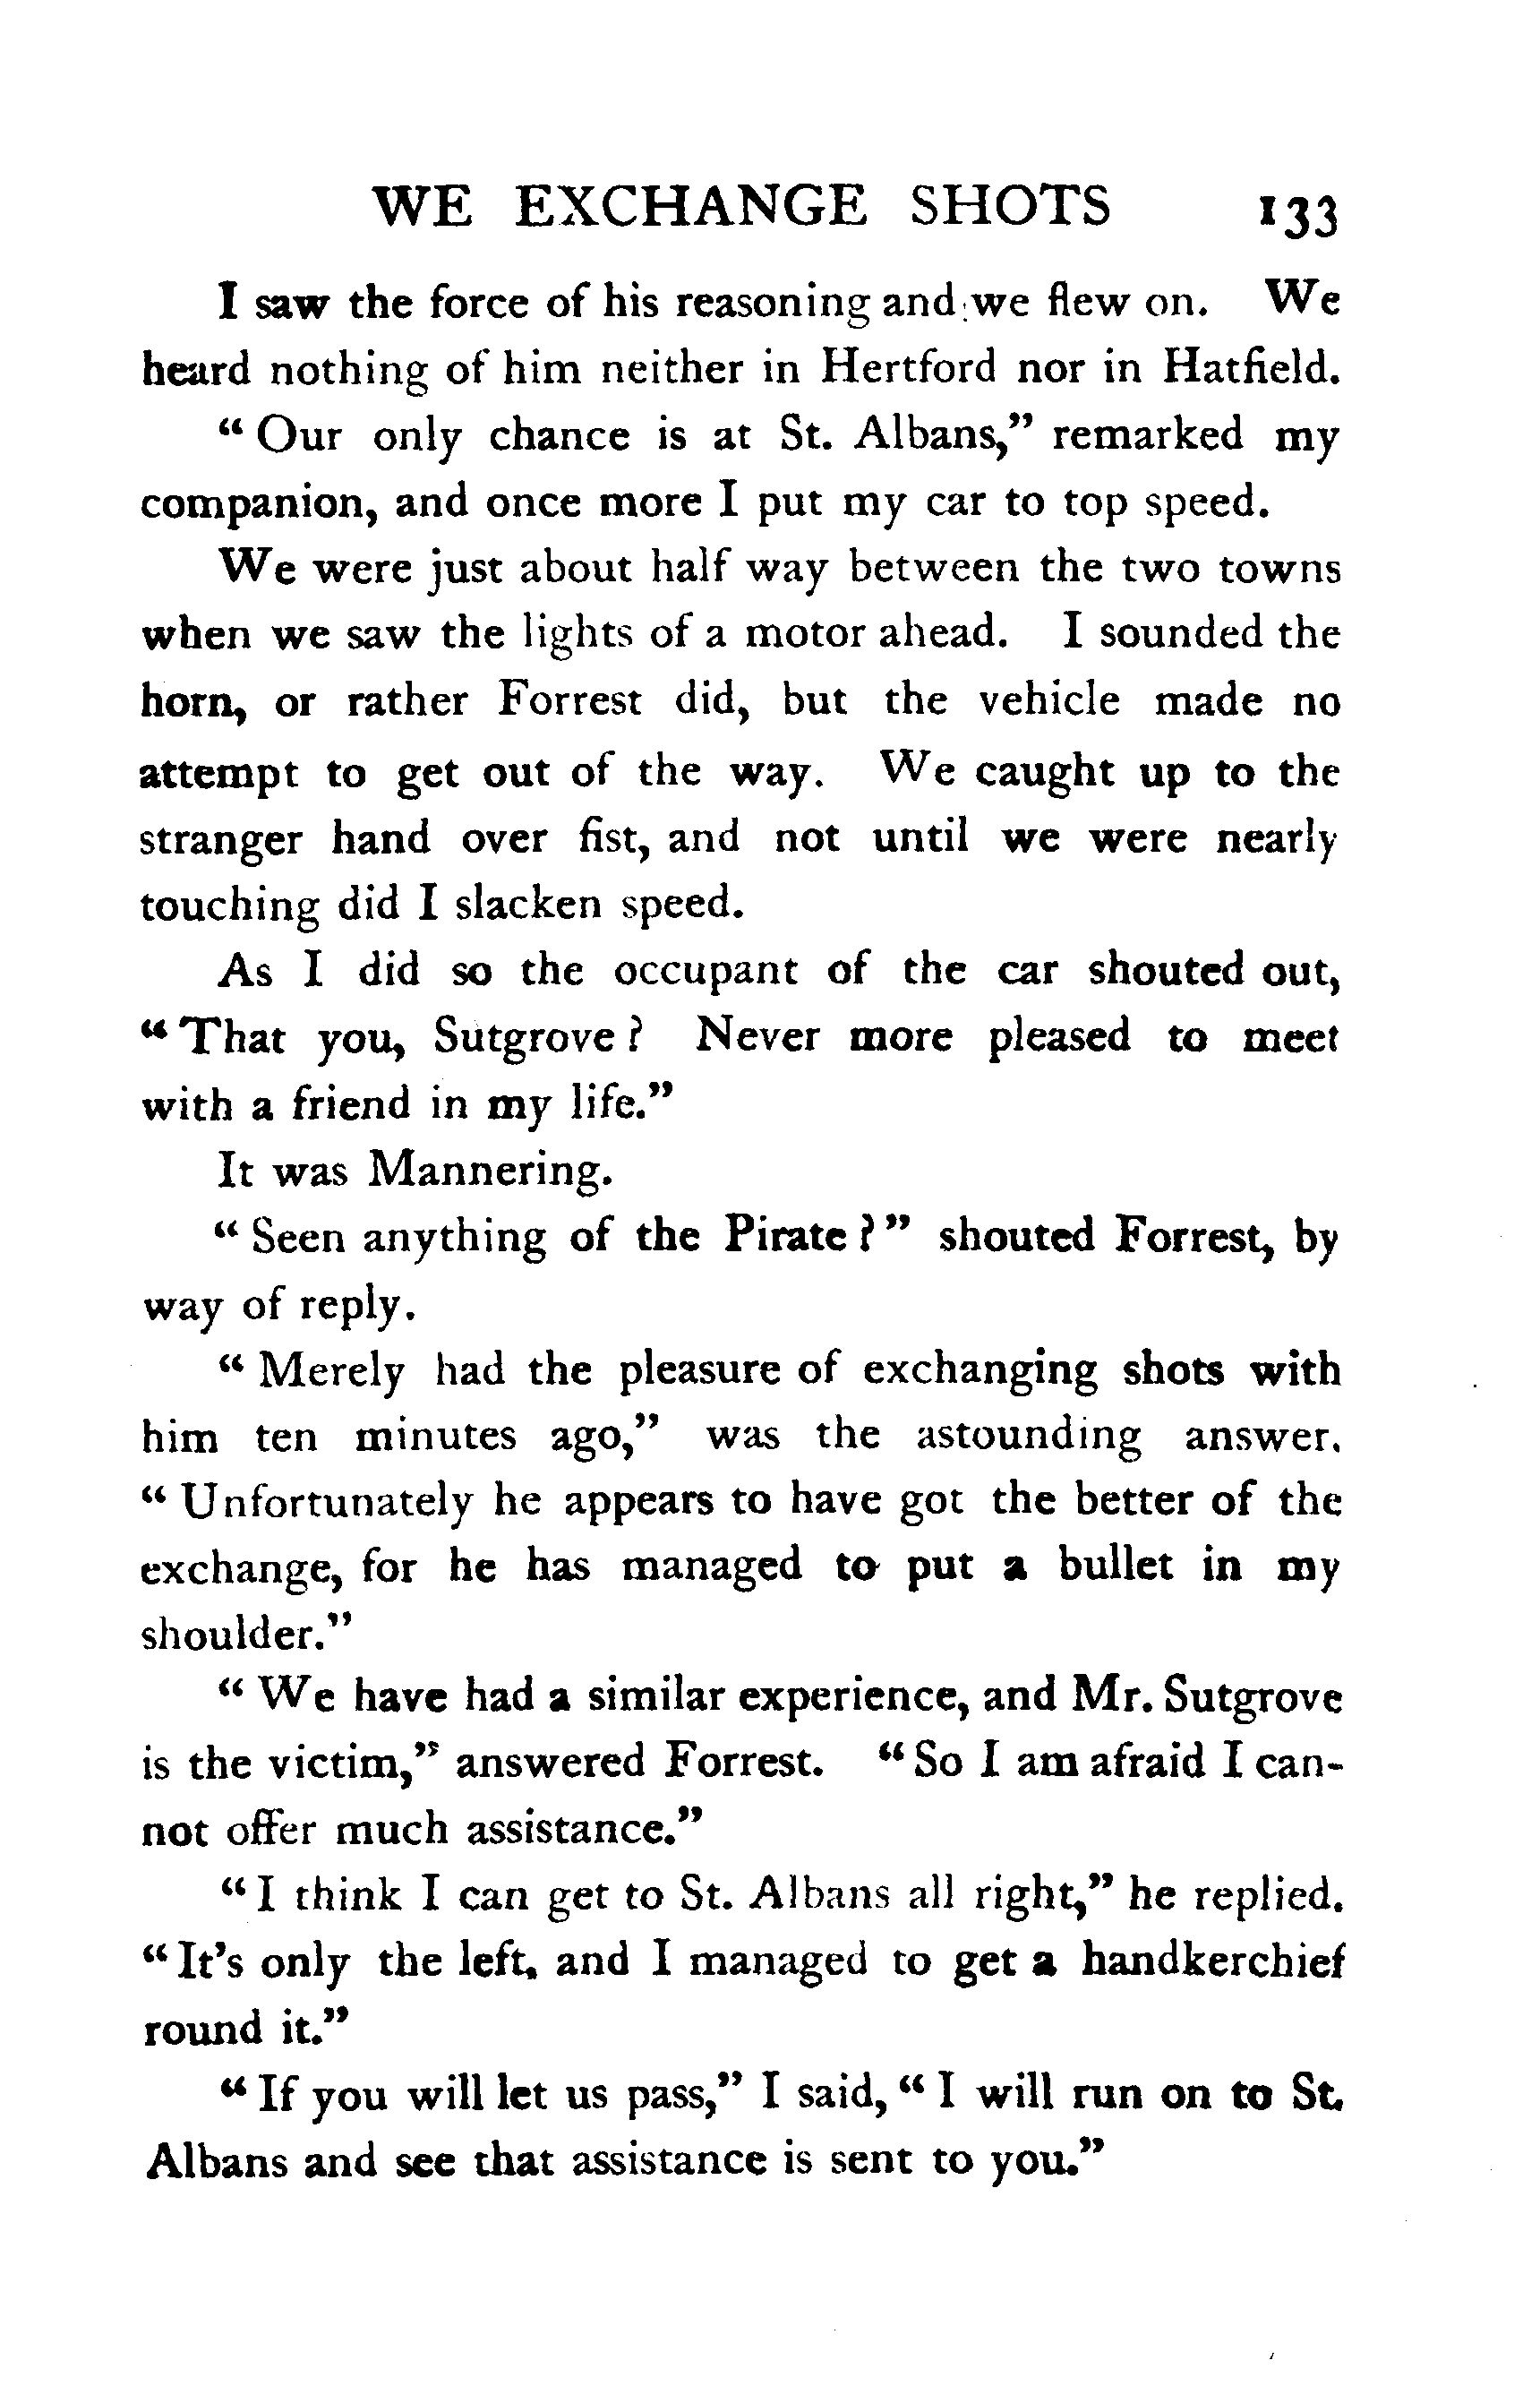 WE EXCHANGE SHOTS 133
I saw the force of his reasoning and we flew on. We
heard nothing of him neither in Hertford nor in Hatfield.
“ Our only chance is at St. Albans,” remarked my
companion, and once more I put my car to top speed.
We were just about half way between the two towns
when we saw the lights of a motor ahead. I sounded the
horn, or rather Forrest did, but the vehicle made no
attempt to get out of the way. We caught up to the
stranger hand over fist, and not until we were nearly
touching did I slacken speed.
As I did so the occupant of the car shouted out,
“ That you, Sutgrove ? Never more pleased to meet
with a friend in my life.”
It was Mannering.
“ Seen anything of the Pirate ? ” shouted Forrest, by
way of reply.
“ Merely had the pleasure of exchanging shots with
him ten minutes ago,” was the astounding answer.
“ Unfortunately he appears to have got the better of the
exchange, for he has managed to put a bullet in my
shoulder.”
“ We have had a similar experience, and Mr. Sutgrove
is the victim,” answered Forrest. “ So I am afraid I can-
not offer much assistance.”
“ I think I can get to St. Albans all right,” he replied.
“ It’s only the left, and I managed to get a handkerchief
round it.”
“ If you will let us pass,” I said, “ I will run on to St.
Albans and see that assistance is sent to you.”